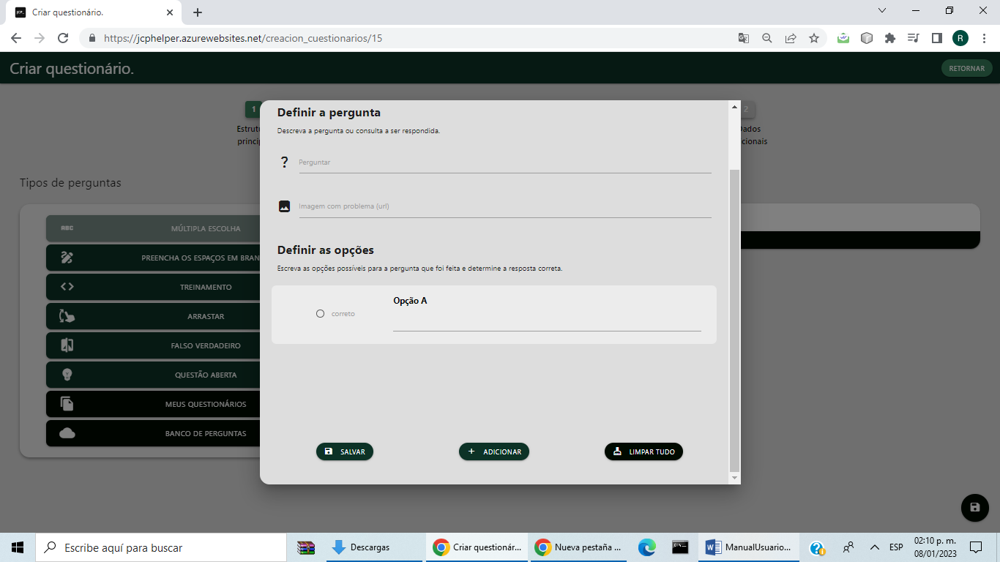 Criar questionário.
https://jcphelper.azurewebsites.net/creacion_cuestionarios/15
R
Criar questionário.
RETORNAR
1
Estrut
princip
2
Dados
cionais
Tipos de perguntas
ABC MÚLTIPLA ESCOLHA
PREENCHA OS ESPAÇOS EM BRAN
TREINAMENTO
ARRASTAR
FALSO VERDADEIRO
QUESTÃO ABERTA
MEUS QUESTIONÁRIOS
BANCO DE PERGUNTAS
Definir a pergunta
Descreva a pergunta ou consulta a ser respondida.
? Perguntar
Imagem com problema (url)
Definir as opções
Escreva as opções possíveis para a pergunta que foi feita e determine a resposta correta.
Opção A
correto
SALVAR
ADICIONAR
LIMPAR TUDO
Escribe aquí para buscar
Descargas
Criar questionár...
Nueva pestaña ...
ManualUsuario...
ESP
02:10 p. m.
08/01/2023